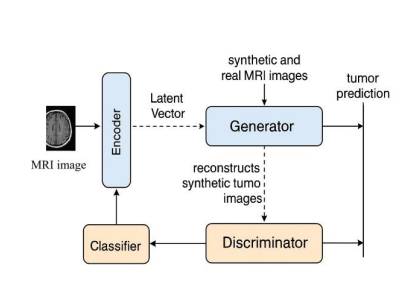 synthetic and
real MRI images
tumor
prediction
Encoder
Latent
Vector
Generator
MRI image
reconstructs
synthetic tumo
images
Classifier
Discriminator